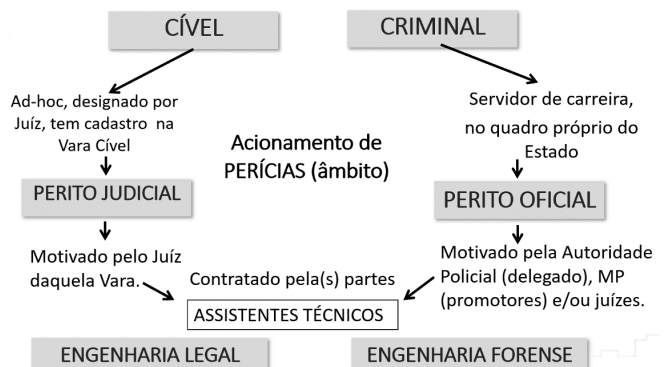 CÍVEL
CRIMINAL
Ad-hoc, designado por
Juíz, tem cadastro na
Vara Cível
Servidor de carreira,
no quadro próprio do
Estado
Acionamento de
PERÍCIAS (âmbito)
PERITO JUDICIAL
PERITO OFICIAL
Motivado pelo Juíz
daquela Vara.
Motivado pela Autoridade
Policial (delegado), MP
(promotores) e/ou juízes.
Contratado pela(s) partes
ASSISTENTES TÉCNICOS
ENGENHARIA LEGAL
ENGENHARIA FORENSE